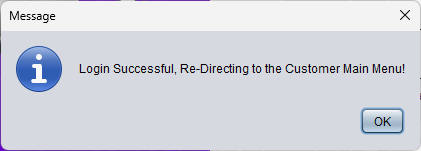 Message
Login Successful, Re-Directing to the Customer Main Menu!
OK